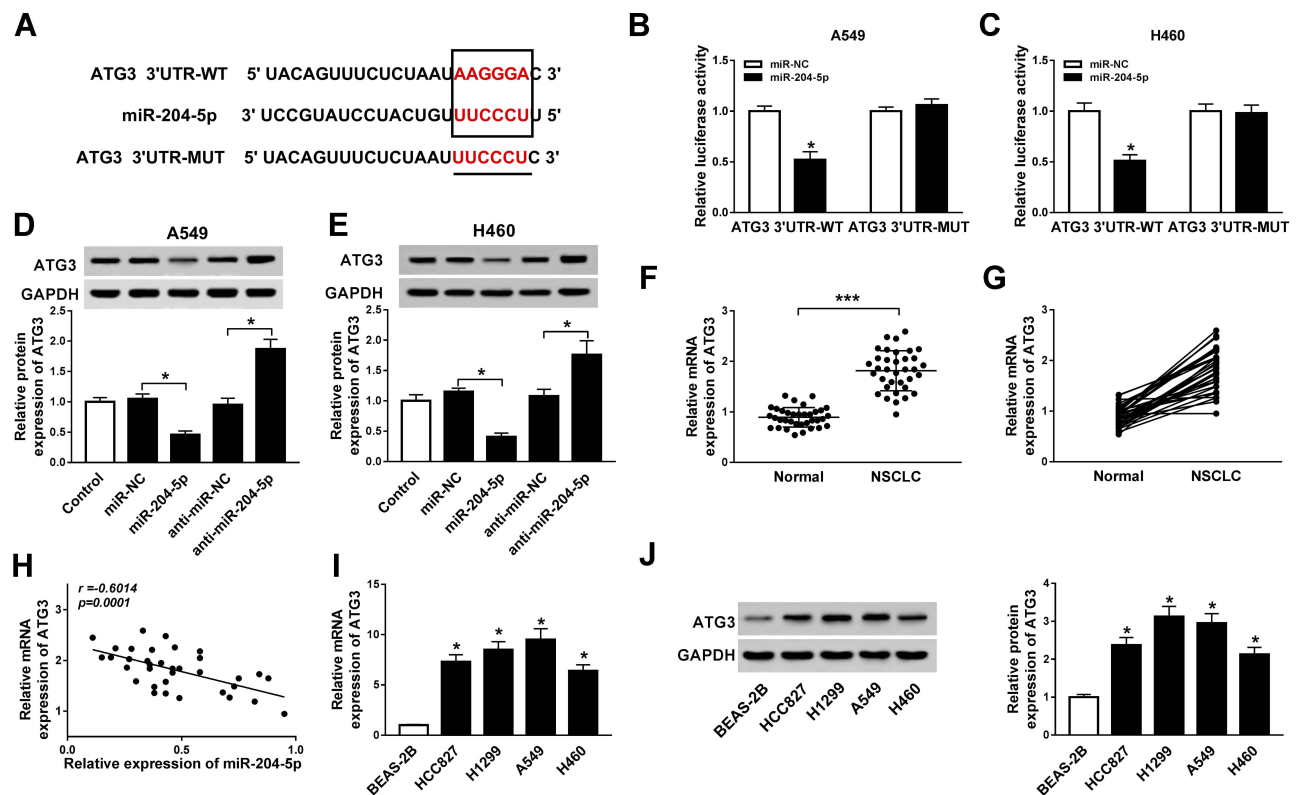 A
ATG3 3'UTR-WT 5' UACAGUUUCUCUAAUAAGGGAC 3'
miR-204-5p 3' UCCGUAUCCUACUGUUUCCCUU 5'
ATG3 3'UTR-MUT 5' UACAGUUUCUCUAAUUUCCCUC 3'
B
A549
Relative luciferase activity
miR-NC
miR-204-5p
1.5
1.0
0.5
0.0
*
ATG3 3'UTR-WT
ATG3 3'UTR-MUT
C
H460
Relative luciferase activity
miR-NC
miR-204-5p
1.5
1.0
0.5
0.0
*
ATG3 3'UTR-WT
ATG3 3'UTR-MUT
D
A549
ATG3
GAPDH
Relative protein
expression of ATG3
2.5
2.0
1.5
1.0
0.5
0.0
*
*
Control
miR-NC
miR-204-5p
anti-miR-NC
anti-miR-204-5p
E
H460
ATG3
GAPDH
Relative protein
expression of ATG3
2.5
2.0
1.5
1.0
0.5
0.0
*
*
Control
miR-NC
miR-204-5p
anti-miR-NC
anti-miR-204-5p
F
Relative mRNA
expression of ATG3
3
2
1
0
***
Normal
NSCLC
G
Relative mRNA
expression of ATG3
3
2
1
0
Normal
NSCLC
H
r =-0.6014
p=0.0001
Relative mRNA
expression of ATG3
3
2
1
0.0
0.5
1.0
Relative expression of miR-204-5p
I
Relative mRNA
expression of ATG3
15
10
5
0
*
*
*
*
BEAS-2B
HCC827
H1299
A549
H460
J
ATG3
GAPDH
BEAS-2B
HCC827
H1299
A549
H460
Relative protein
expression of ATG3
4
3
2
1
0
*
*
*
*
BEAS-2B
HCC827
H1299
A549
H460